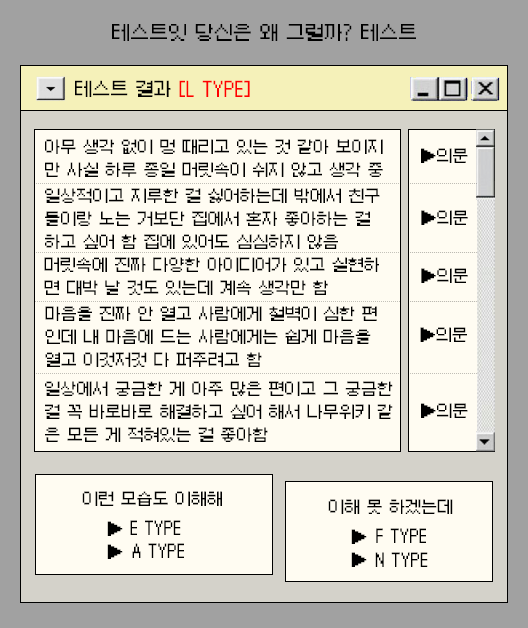 테스트잇 당신은 왜 그럴까? 테스트
테스트 결과 [L TYPE]
아무 생각 없이 멍 때리고 있는 것 같아 보이지
만 사실 하루 종일 머릿속이 쉬지 않고 생각 중
▶의문
일상적이고 지루한 걸 싫어하는데 밖에서 친구
들이랑 노는 거보단 집에서 혼자 좋아하는 걸
하고 싶어 함 집에 있어도 심심하지 않음
▶의문
머릿속에 진짜 다양한 아이디어가 있고 실현하
면 대박 날 것도 있는데 계속 생각만 함
▶의문
마음을 진짜 안 열고 사람에게 철벽이 심한 편
인데 내 마음에 드는 사람에게는 쉽게 마음을
열고 이것저것 다 퍼주려고 함
▶의문
일상에서 궁금한 게 아주 많은 편이고 그 궁금한
걸 꼭 바로바로 해결하고 싶어 해서 나무위키 같
은 모든 게 적혀있는 걸 좋아함
▶의문
이런 모습도 이해해
▶ E TYPE
▶ A TYPE
이해 못 하겠는데
▶ F TYPE
▶ N TYPE